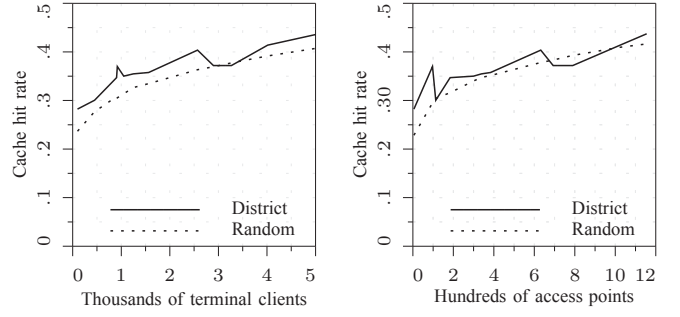 Cache hit rate
.5
.4
.30
.2
.1
0
District
Random
0 1 2 3 4 5
Thousands of terminal clients
Cache hit rate
.5
.4
.30
.2
.1
0
District
Random
0 2 4 6 8 10 12
Hundreds of access points